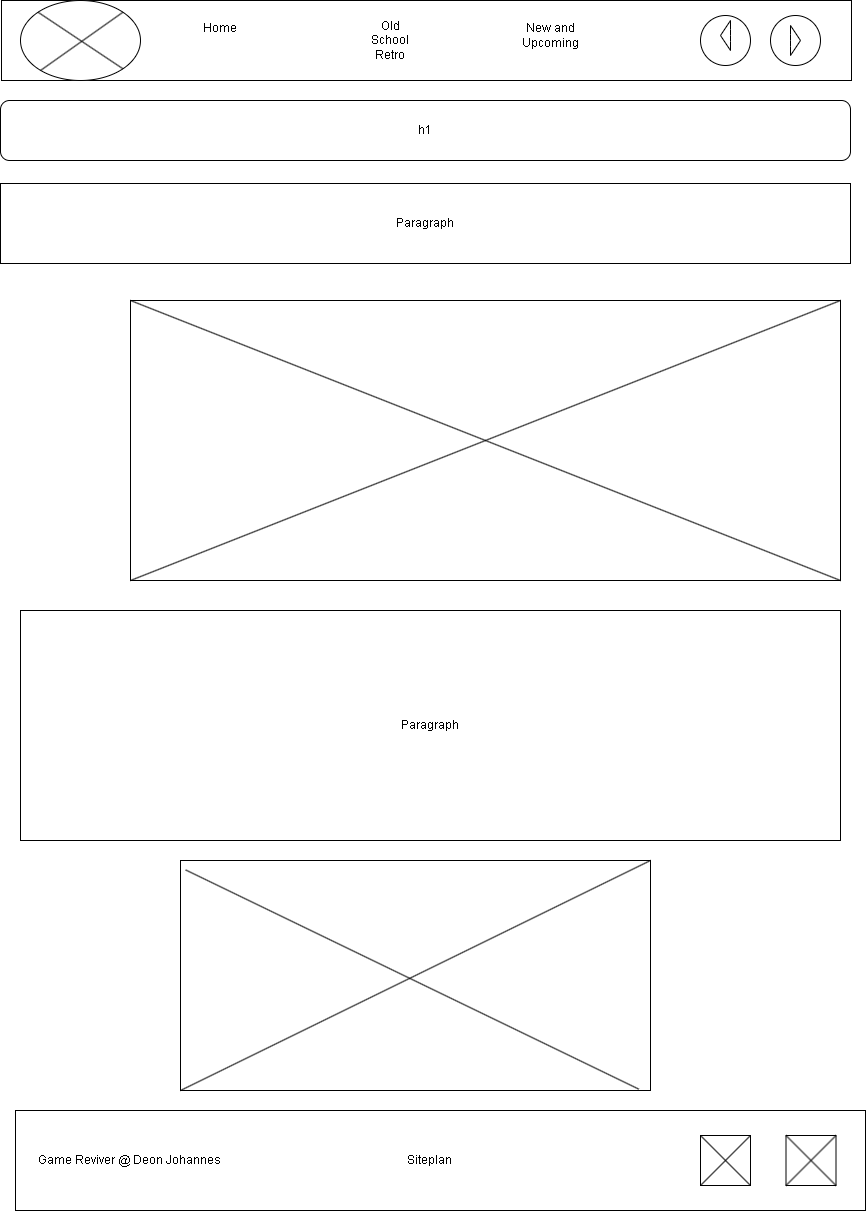 Home
Old
School
Retro
New and
Upcoming
h1
Paragraph
Paragraph
Game Reviver @ Deon Johannes
Siteplan